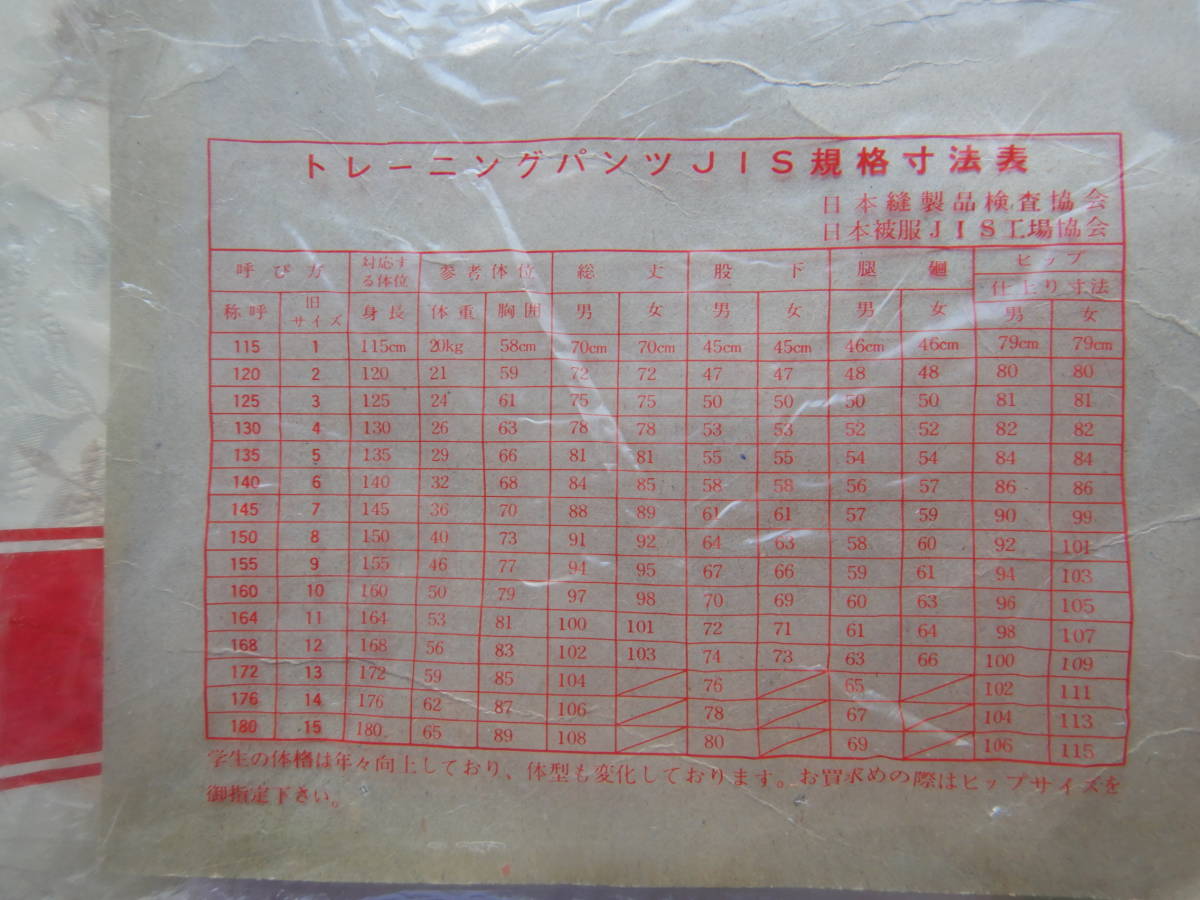 トレーニングパンツJIS規格寸法表
日本縫製品検査協会
日本被服JIS工場協会
呼び方 対応する体位 参考体位 総丈 股下 腿廻 ヒップ
仕上り寸法
称呼 旧サイズ 身長 体重 胸囲 男 女 男 女 男 女 男 女
115 1 115cm 20kg 58cm 70cm 70cm 45cm 45cm 46cm 46cm 79cm 79cm
120 2 120 21 59 72 72 47 47 48 48 80 80
125 3 125 24 61 75 75 50 50 50 50 81 81
130 4 130 26 63 78 78 53 53 52 52 82 82
135 5 135 29 66 81 81 55 55 54 54 84 84
140 6 140 32 68 84 85 58 58 56 57 86 86
145 7 145 36 70 88 89 61 61 57 59 90 99
150 8 150 40 73 91 92 64 63 58 60 92 101
155 9 155 46 77 94 95 67 66 59 61 94 103
160 10 160 50 79 97 98 70 69 60 63 96 105
164 11 164 53 81 100 101 72 71 61 64 98 107
168 12 168 56 83 102 103 74 73 63 66 100 109
172 13 172 59 85 104 76 65 102 111
176 14 176 62 87 106 78 67 104 113
180 15 180 65 89 108 80 69 106 115
学生の体格は年々向上しており、体型も変化しております。お買求めの際はヒップサイズを
御指定下さい。